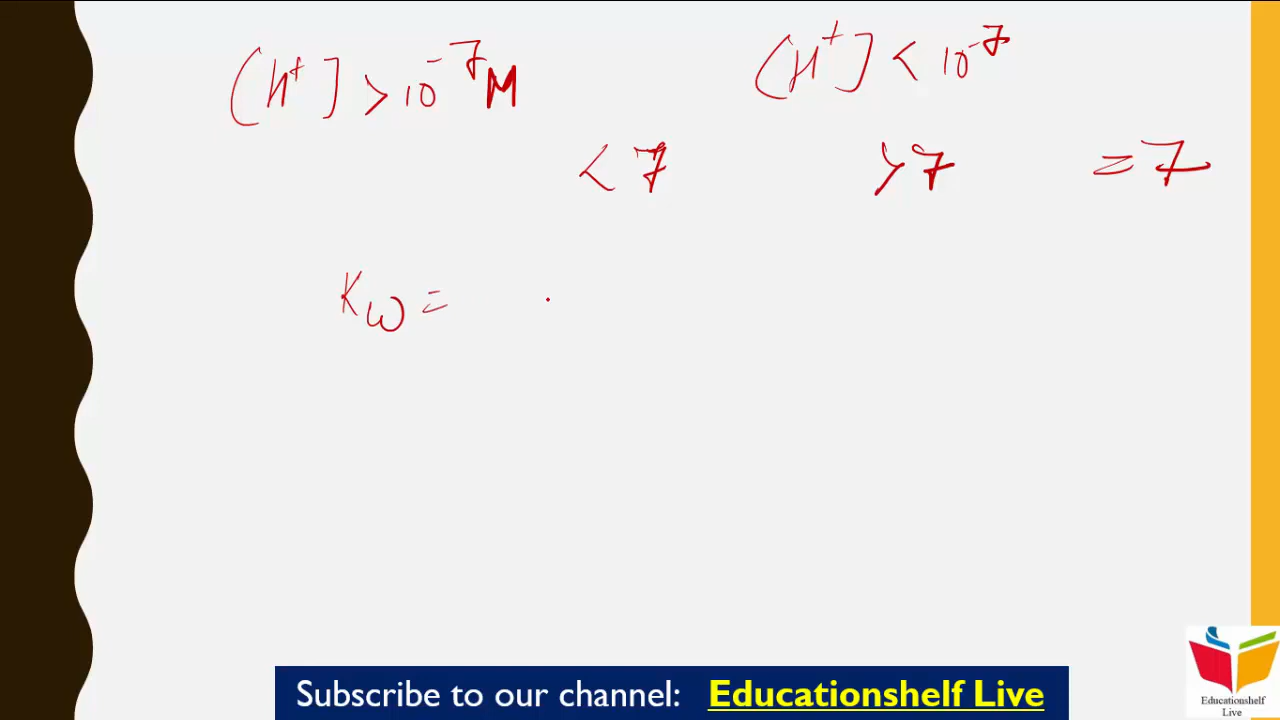 [H⁺] > 10⁻⁷ M [H⁺] < 10⁻⁷
< 7 > 7 = 7
Kw =
Subscribe to our channel: Educationshelf Live
Educationshelf
Live